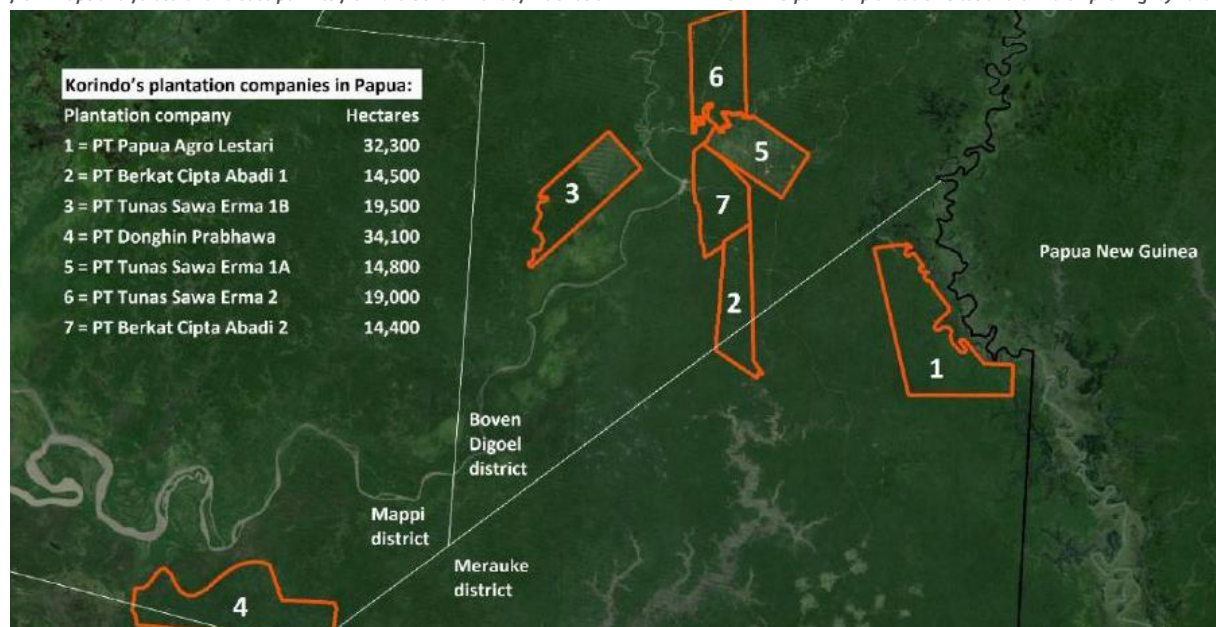 Korindo's plantation companies in Papua:
Plantation company Hectares
1 = PT Papua Agro Lestari 32,300
2 = PT Berkat Cipta Abadi 1 14,500
3 = PT Tunas Sawa Erma 1B 19,500
4 = PT Donghin Prabhawa 34,100
5 = PT Tunas Sawa Erma 1A 14,800
6 = PT Tunas Sawa Erma 2 19,000
7 = PT Berkat Cipta Abadi 2 14,400
6
5
3
7
Papua New Guinea
2
1
Boven
Digoel
district
Mappi
district
Merauke
district
4